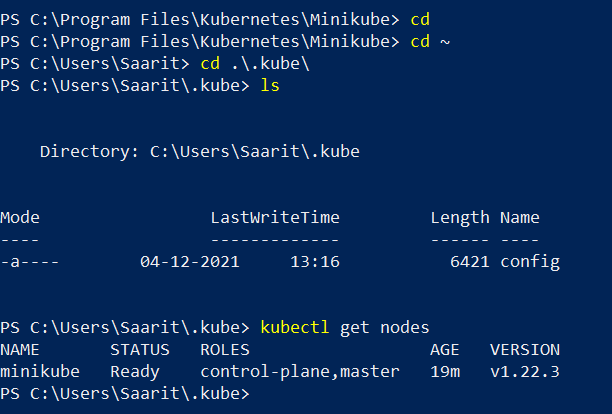 PS C:\Program Files\Kubernetes\Minikube> cd
PS C:\Program Files\Kubernetes\Minikube> cd ~
PS C:\Users\Saarit> cd .\.kube\
PS C:\Users\Saarit\.kube> ls
Directory: C:\Users\Saarit\.kube
Mode LastWriteTime Length Name
---- ------------- ------ ----
-a---- 04-12-2021 13:16 6421 config
PS C:\Users\Saarit\.kube> kubectl get nodes
NAME STATUS ROLES AGE VERSION
minikube Ready control-plane,master 19m v1.22.3
PS C:\Users\Saarit\.kube>